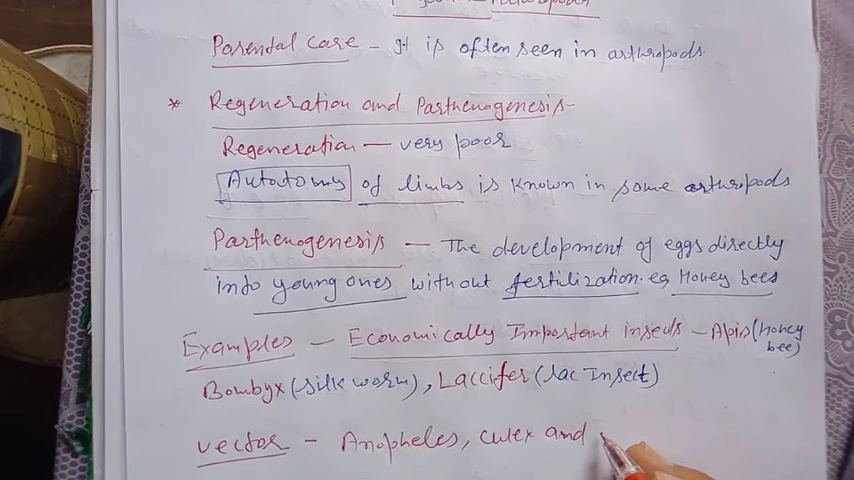 Parental care - It is often seen in arthropods.
* Regeneration and Parthenogenesis-
Regeneration — very poor
Autotomy of limbs is known in some arthropods
Parthenogenesis — The development of eggs directly
into young ones without fertilization. eg Honey bees
Examples - Economically Important insects - Apis (Honey bee)
Bombyx (silk worm), Laccifer (lac Insect)
vector - Anopheles, culex and